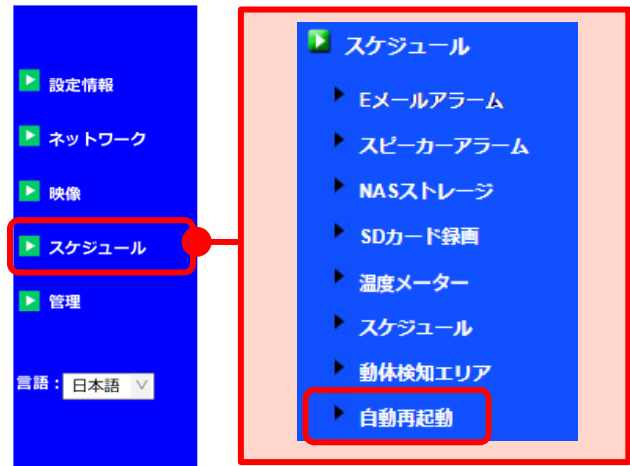 設定情報
ネットワーク
映像
スケジュール
管理
言語：日本語
スケジュール
Eメールアラーム
スピーカーアラーム
NASストレージ
SDカード録画
温度メーター
スケジュール
動体検知エリア
自動再起動